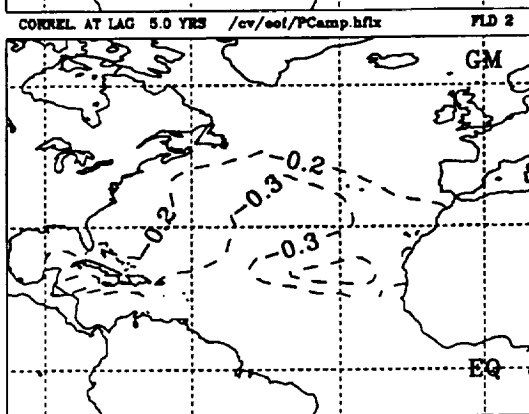 CORREL. AT LAG 5.0 YRS /cv/eof/PCamp.hflx FLD 2
GM
-0.2
-0.3
-0.2
-0.3
EQ